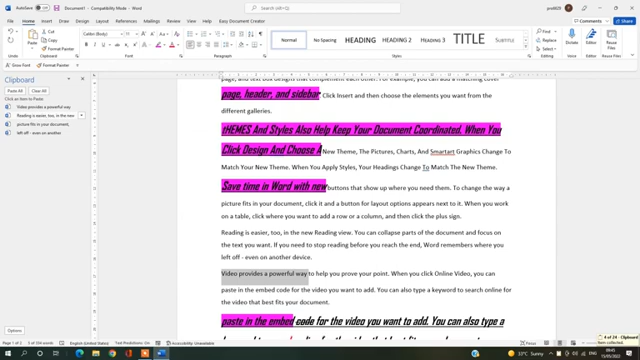 AutoSave Off Document1 - Compatibility Mode - Word Search
File Home Insert Draw Design Layout References Mailings Review View Help Easy Document Creator Comments Share
Cut
Copy
Paste
Format Painter
Calibri (Body)
Normal No Spacing HEADING HEADING 2 HEADING 3 TITLE SUBTITLE
Find
Replace
Select
Dictate Editor
Undo Clipboard Font Paragraph Styles Editing Voice Editor
Clipboard
Paste All Clear All
Click an Item to Paste:
Video provides a powerful way
Reading is easier, too, in the new
picture fits in your document,
left off - even on another
Options
page, and text box designs that complement each other. For example, you can add a matching cover
page, header, and sidebar. Click Insert and then choose the elements you want from the
different galleries.
tHEMES And Styles Also Help Keep Your Document Coordinated. When You
Click Design And Choose A New Theme, The Pictures, Charts, And Smartart Graphics Change To
Match Your New Theme. When You Apply Styles, Your Headings Change To Match The New Theme.
Save time in Word with new buttons that show up where you need them. To change the way a
picture fits in your document, click it and a button for layout options appears next to it. When you work
on a table, click where you want to add a row or a column, and then click the plus sign.
Reading is easier, too, in the new Reading view. You can collapse parts of the document and focus on
the text you want. If you need to stop reading before you reach the end, Word remembers where you
left off - even on another device.
Video provides a powerful way to help you prove your point. When you click Online Video, you can
paste in the embed code for the video you want to add. You can also type a keyword to search online for
the video that best fits your document.
paste in the embed code for the video you want to add. You can also type a
Accessibility: Unavailable Focus
4 of 24 - Clipboard
Item collected.
10°C Sunny